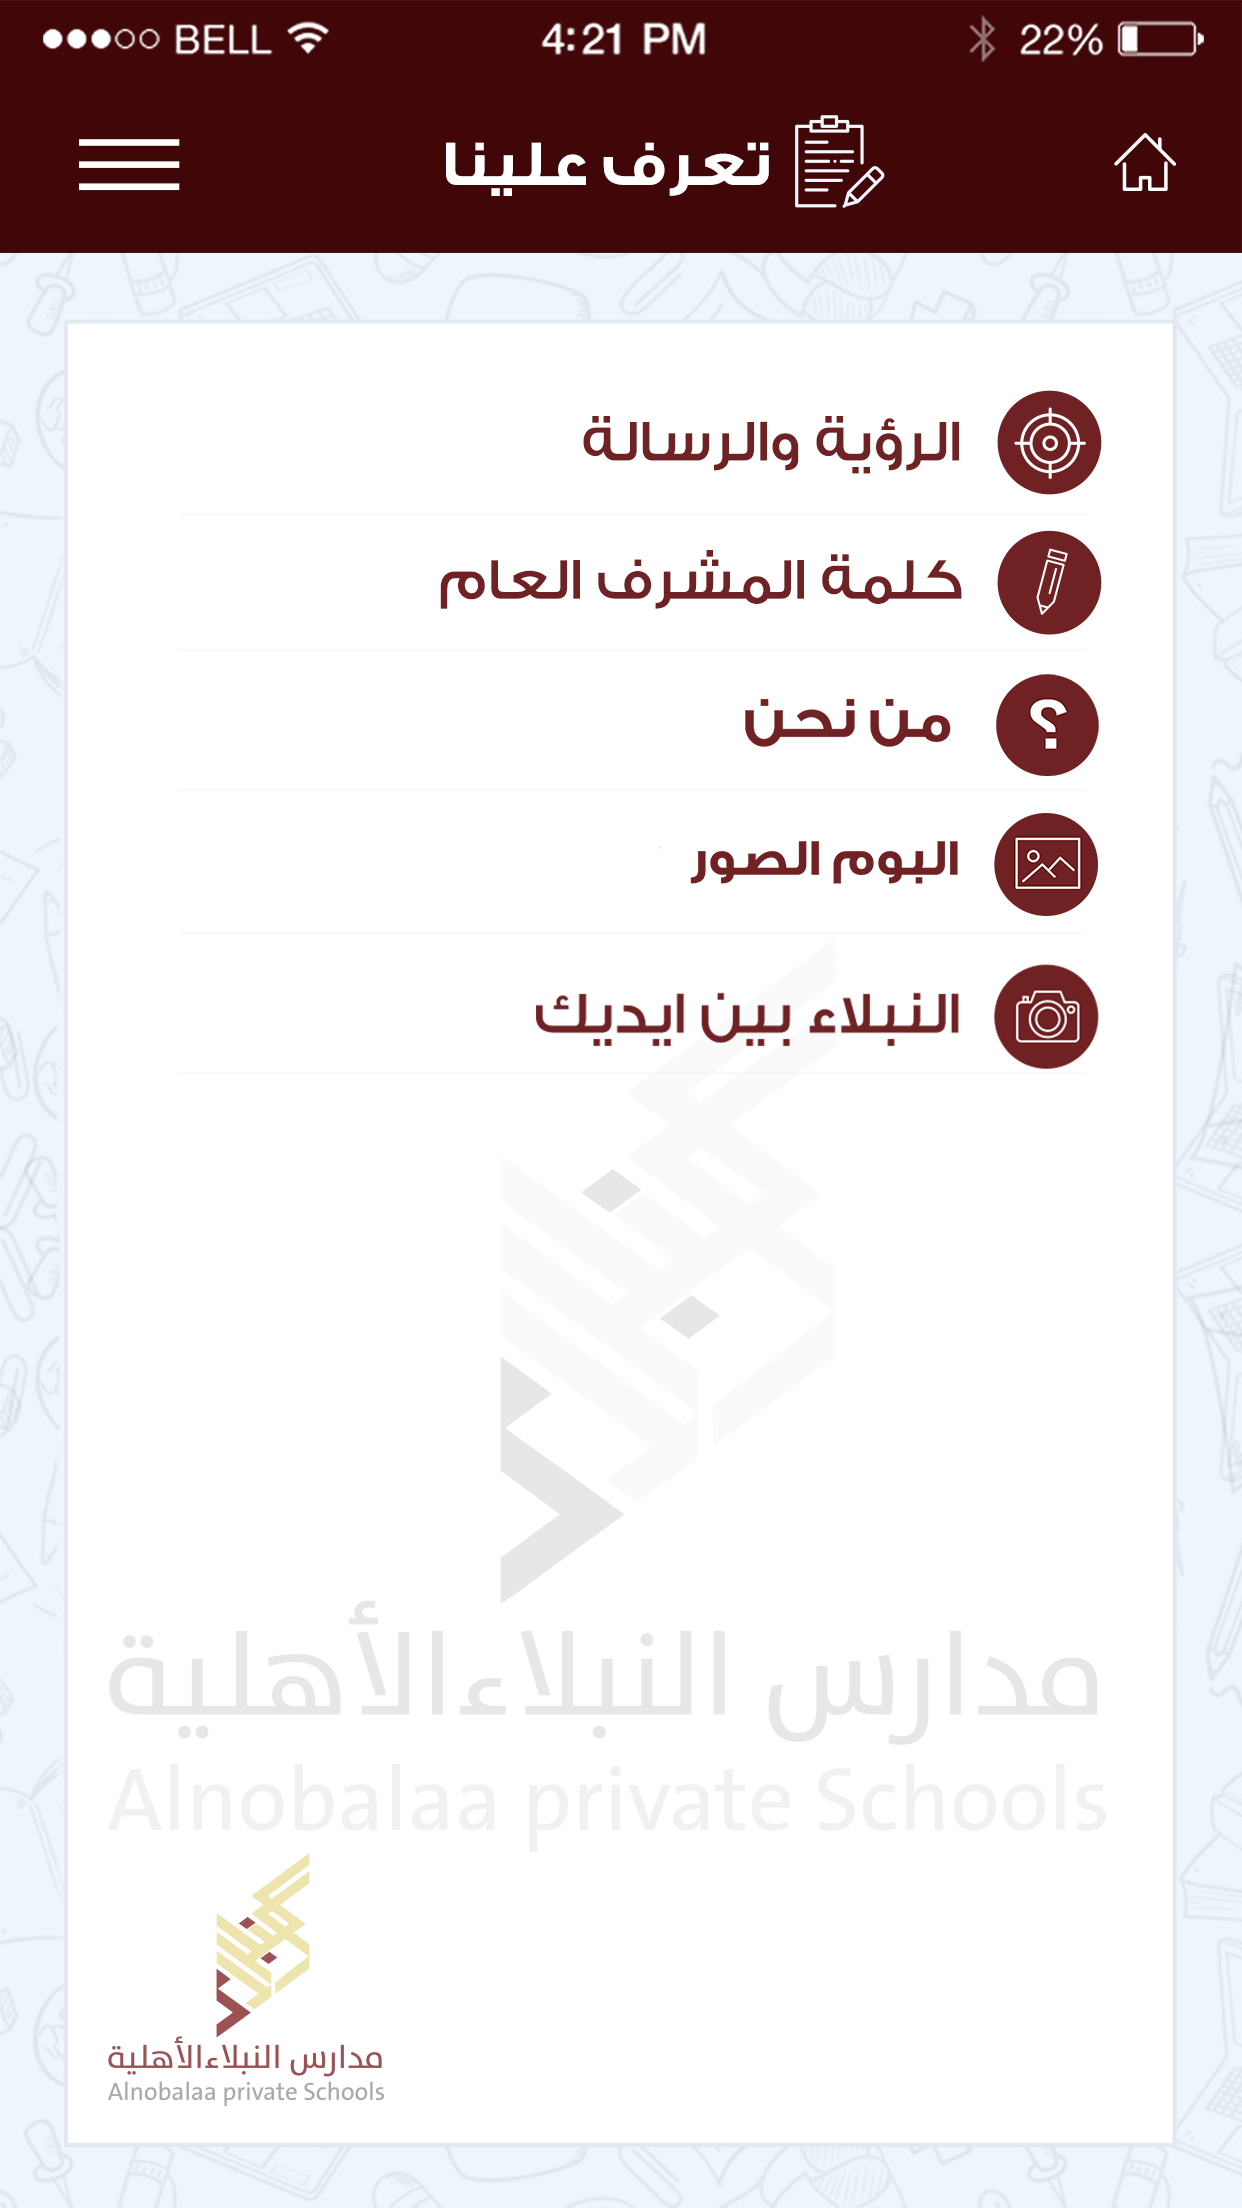 BELL 4:21 PM 22%
تعرف علينا
الرؤية والرسالة
كلمة المشرف العام
من نحن
؟
البوم الصور
النبلاء بين ايديك
مدارس النبلاء الأهلية
Alnobalaa private Schools
مدارس النبلاء الأهلية
Alnobalaa private Schools